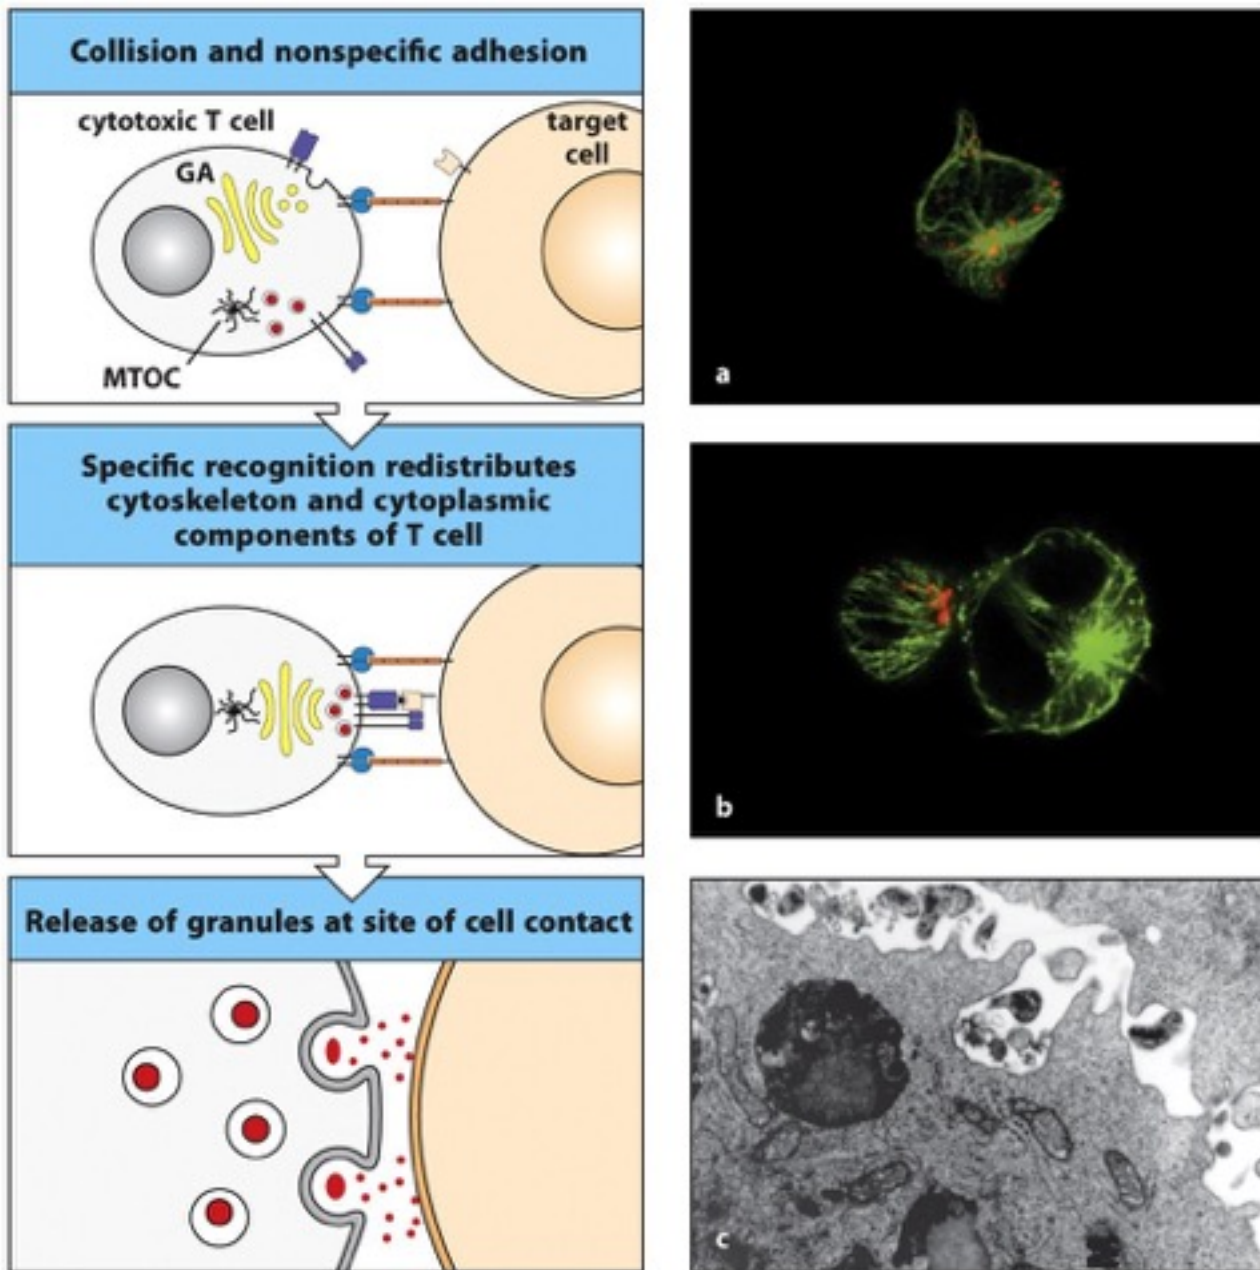 Collision and nonspecific adhesion
cytotoxic T cell
target
cell
GA
MTOC
a
Specific recognition redistributes
cytoskeleton and cytoplasmic
components of T cell
b
Release of granules at site of cell contact
c